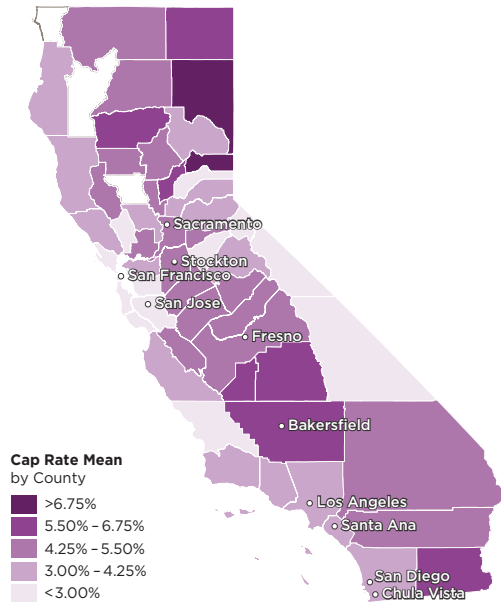 Sacramento
Stockton
San Francisco
San Jose
Fresno
Bakersfield
Cap Rate Mean
by County
>6.75%
5.50% – 6.75%
4.25% – 5.50%
3.00% – 4.25%
<3.00%
Los Angeles
Santa Ana
San Diego
Chula Vista